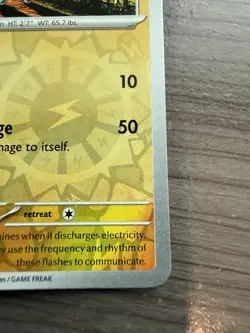 HT: 2'7" WT: 65.7 lbs.
10
ge 50
mage to itself.
retreat
gines when it discharges electricity.
y use the frequency and rhythm of
these flashes to communicate.
es / GAME FREAK